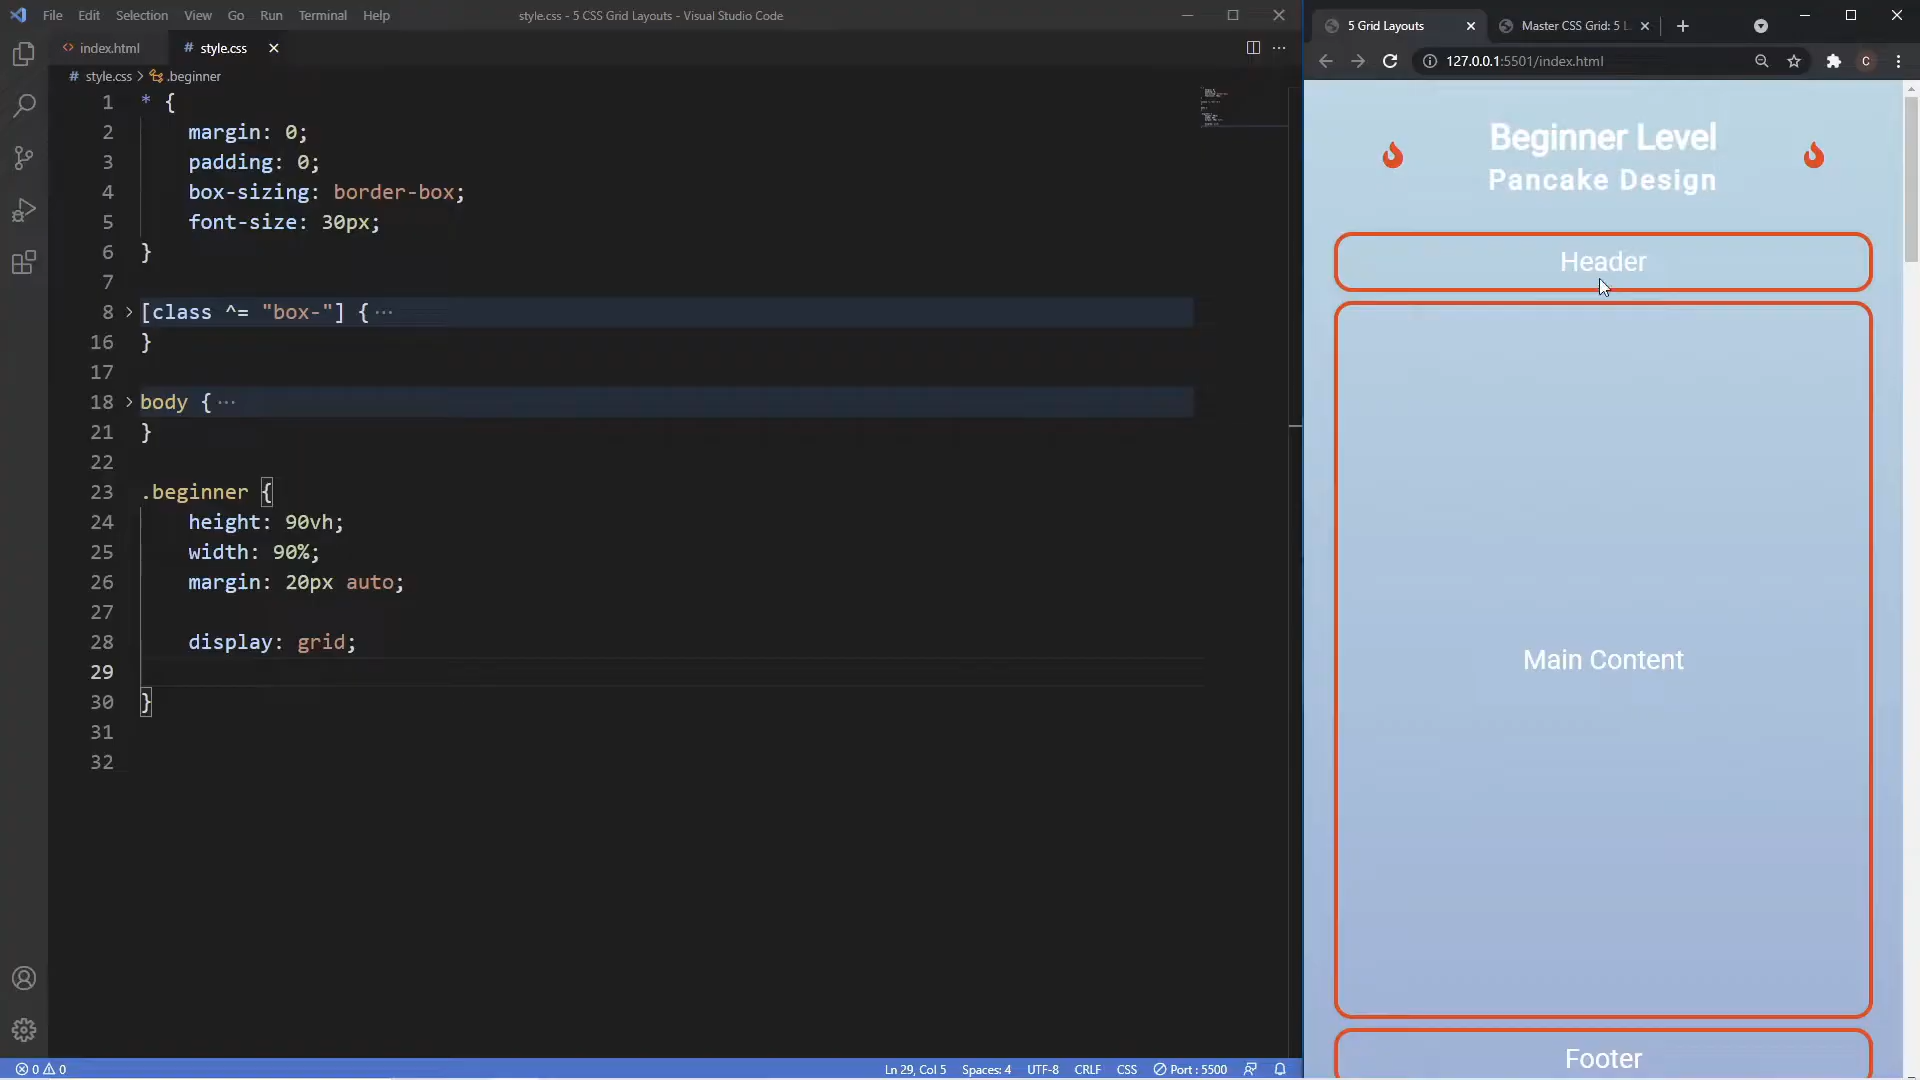 File Edit Selection View Go Run Terminal Help
style.css - 5 CSS Grid Layouts - Visual Studio Code
index.html
style.css
style.css > .beginner
1 * {
2 margin: 0;
3 padding: 0;
4 box-sizing: border-box;
5 font-size: 30px;
6 }
7
8 [class ^= "box-"] { ...
16 }
17
18 body { ...
21 }
22
23 .beginner {
24 height: 90vh;
25 width: 90%;
26 margin: 20px auto;
27
28 display: grid;
29
30 }
31
32
0 0
Ln 29, Col 5 Spaces: 4 UTF-8 CRLF CSS Port : 5500
5 Grid Layouts
Master CSS Grid: 5 L
127.0.0.1:5501/index.html
C
Beginner Level
Pancake Design
Header
Main Content
Footer